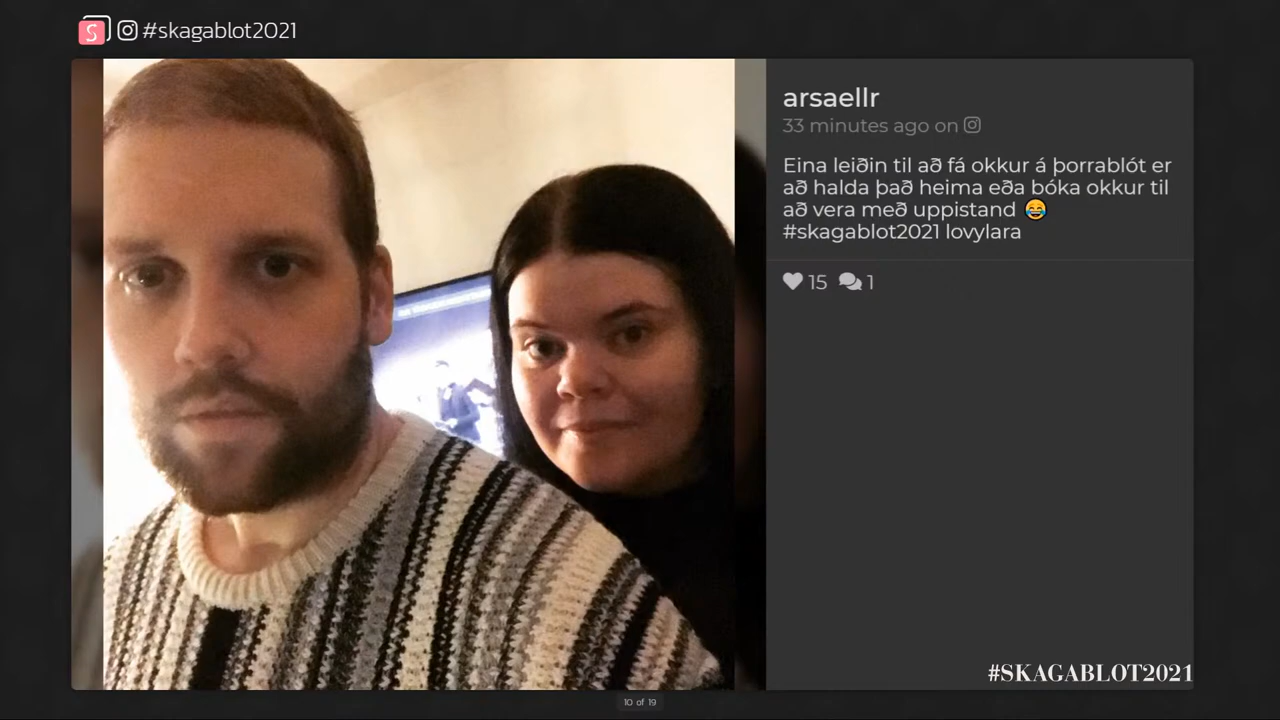 S #skagablot2021
arsaellr
33 minutes ago on
Eina leiðin til að fá okkur á þorrablót er
að halda það heima eða bóka okkur til
að vera með uppistand 😂
#skagablot2021 lovylara
15 1
#SKAGABLOT2021
10 of 19